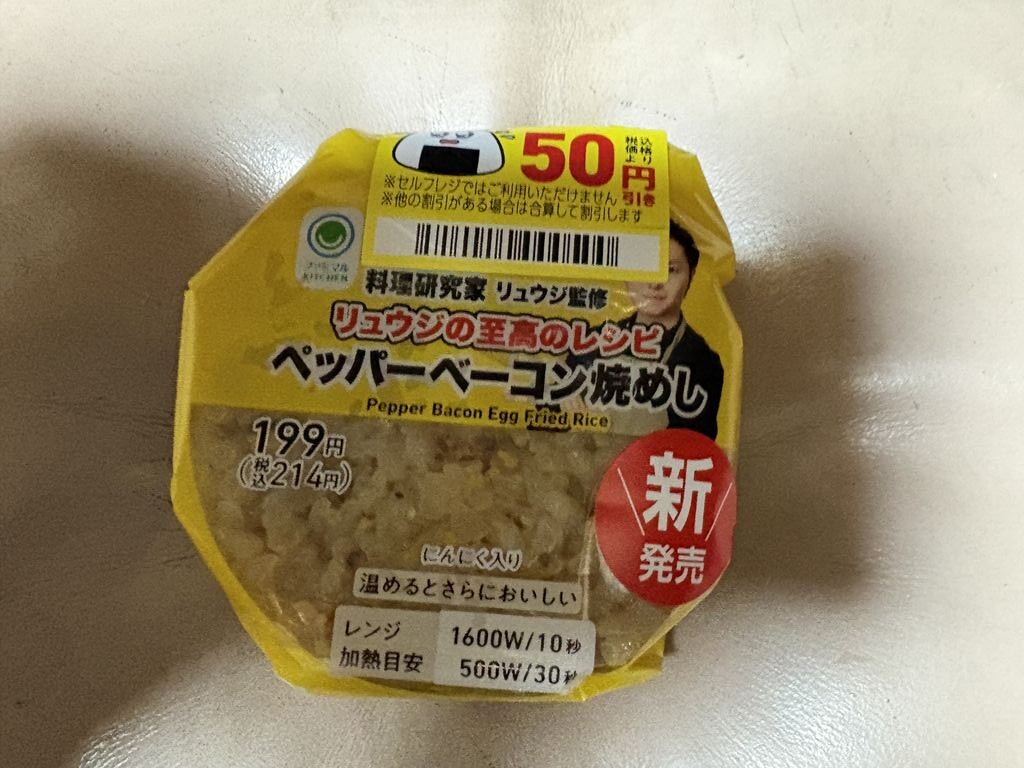 50円引き
税込価格より
※セルフレジではご利用いただけません
※他の割引がある場合は合算して割引します
ファミマル
KITCHEN
料理研究家 リュウジ監修
リュウジの至高のレシピ
ペッパーベーコン焼めし
Pepper Bacon Egg Fried Rice
199円
(税込214円)
新
発売
にんにく入り
温めるとさらにおいしい
レンジ 1600W/10秒
加熱目安 500W/30秒